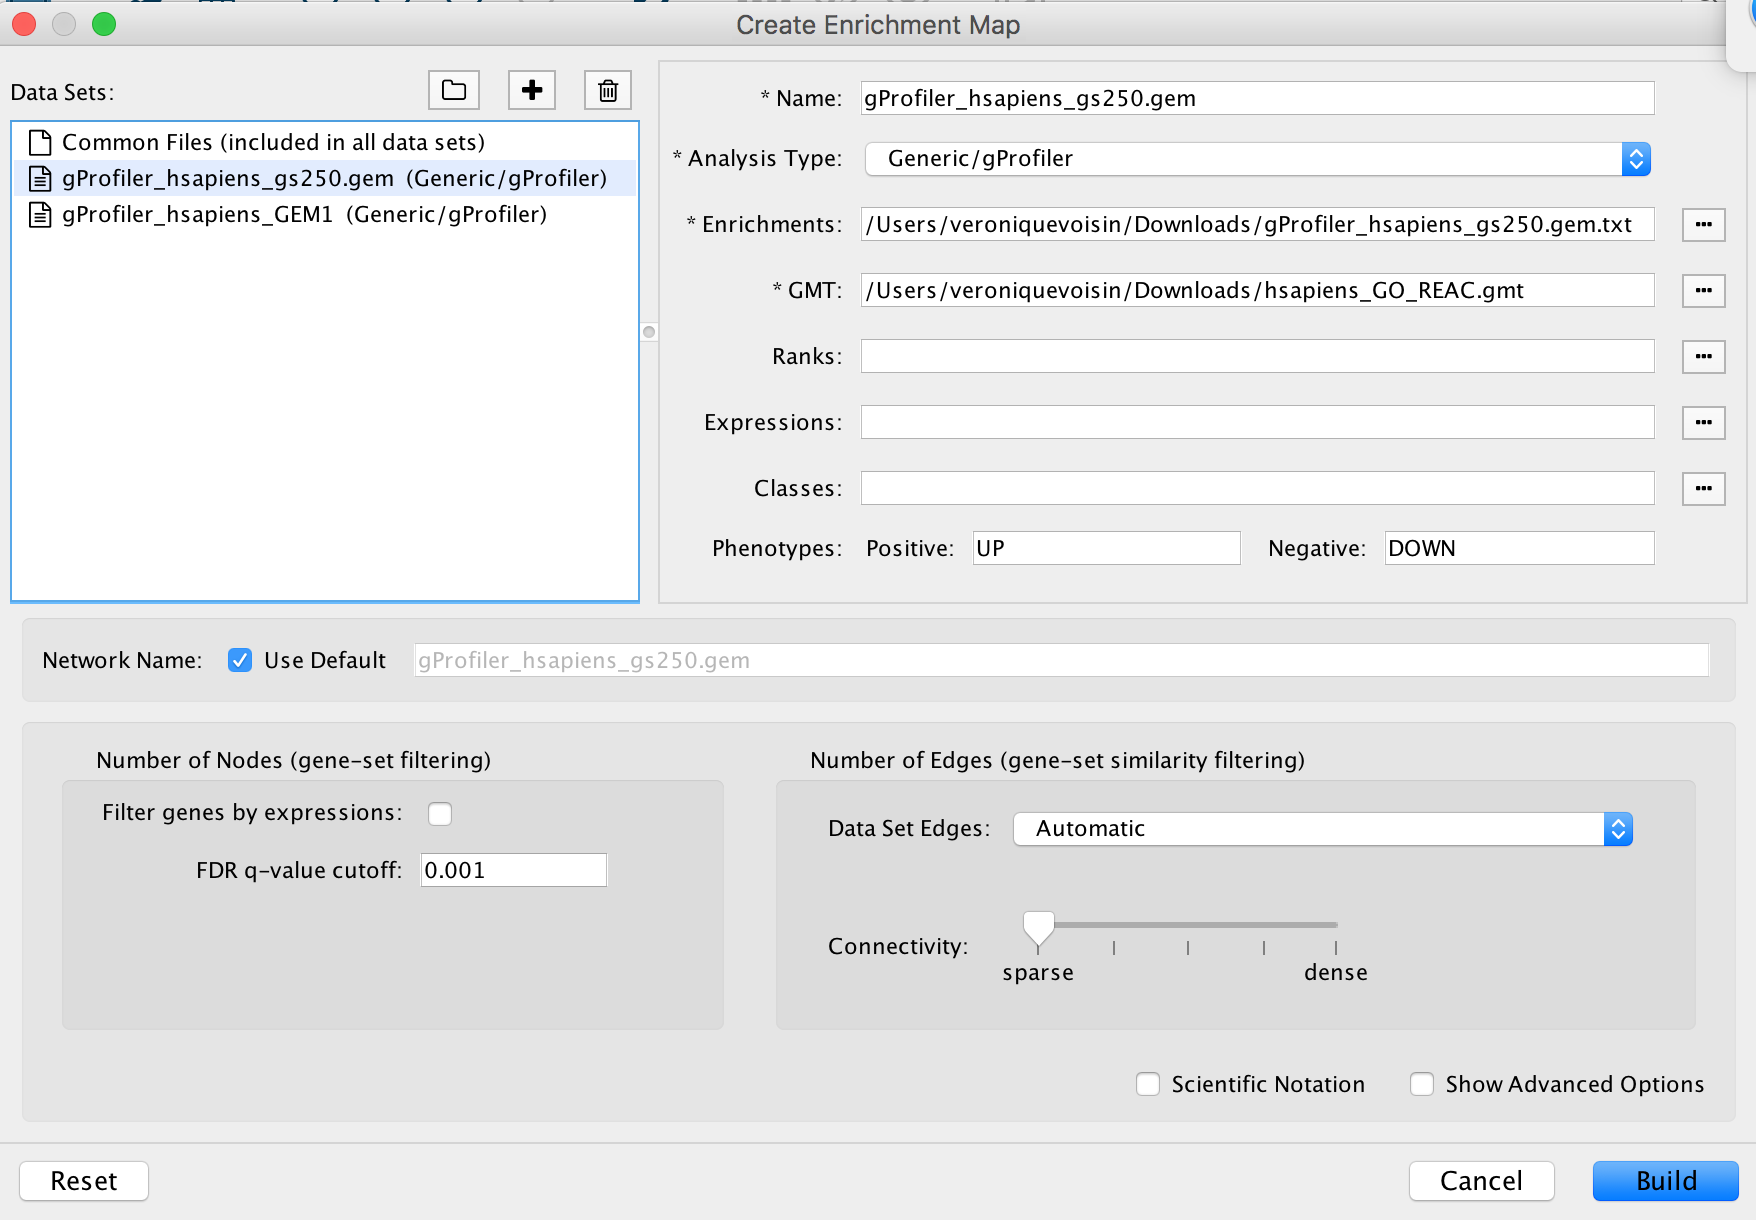 Create Enrichment Map
Data Sets:
Common Files (included in all data sets)
gProfiler_hsapiens_gs250.gem (Generic/gProfiler)
gProfiler_hsapiens_GEM1 (Generic/gProfiler)
* Name: gProfiler_hsapiens_gs250.gem
* Analysis Type: Generic/gProfiler
* Enrichments: /Users/veroniquevoisin/Downloads/gProfiler_hsapiens_gs250.gem.txt
* GMT: /Users/veroniquevoisin/Downloads/hsapiens_GO_REAC.gmt
Ranks:
Expressions:
Classes:
Phenotypes: Positive: UP Negative: DOWN
Network Name: Use Default gProfiler_hsapiens_gs250.gem
Number of Nodes (gene-set filtering)
Filter genes by expressions:
FDR q-value cutoff: 0.001
Number of Edges (gene-set similarity filtering)
Data Set Edges: Automatic
Connectivity:
sparse dense
Scientific Notation Show Advanced Options
Reset Cancel Build